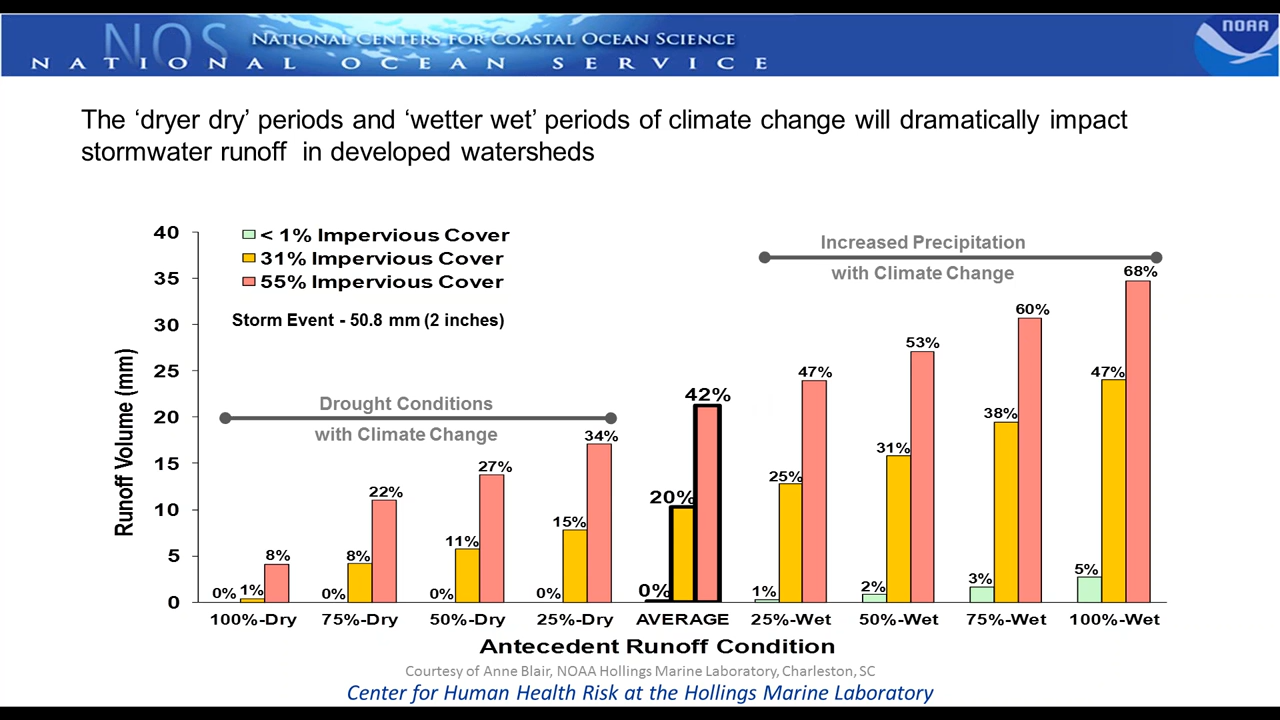 NOS
NATIONAL CENTERS FOR COASTAL OCEAN SCIENCE
NATIONAL OCEAN SERVICE
NOAA
The ‘dryer dry’ periods and ‘wetter wet’ periods of climate change will dramatically impact
stormwater runoff in developed watersheds
< 1% Impervious Cover
31% Impervious Cover
55% Impervious Cover
Storm Event - 50.8 mm (2 inches)
Drought Conditions
with Climate Change
Increased Precipitation
with Climate Change
Runoff Volume (mm)
40
35
30
25
20
15
10
5
0
0% 1% 8%
0% 8% 22%
0% 11% 27%
0% 15% 34%
0% 20% 42%
1% 25% 47%
2% 31% 53%
3% 38% 60%
5% 47% 68%
100%-Dry 75%-Dry 50%-Dry 25%-Dry AVERAGE 25%-Wet 50%-Wet 75%-Wet 100%-Wet
Antecedent Runoff Condition
Courtesy of Anne Blair, NOAA Hollings Marine Laboratory, Charleston, SC
Center for Human Health Risk at the Hollings Marine Laboratory